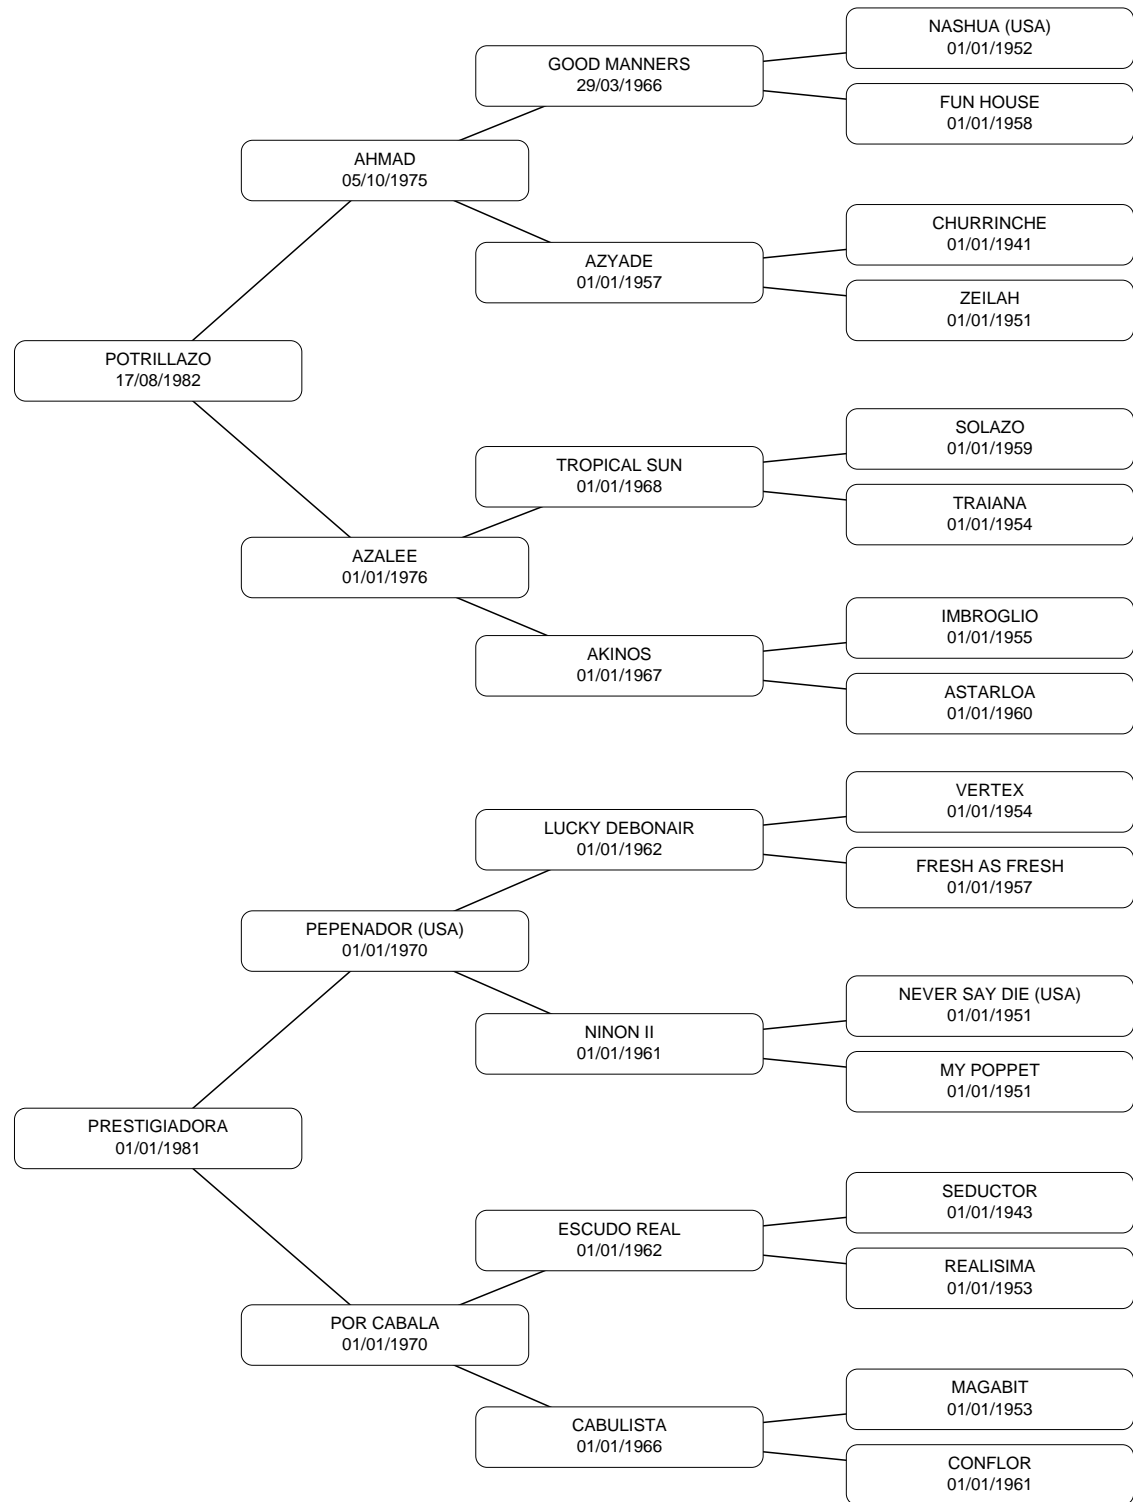 NASHUA (USA)
01/01/1952
GOOD MANNERS
29/03/1966
FUN HOUSE
01/01/1958
AHMAD
05/10/1975
CHURRINCHE
01/01/1941
AZYADE
01/01/1957
ZEILAH
01/01/1951
POTRILLAZO
17/08/1982
SOLAZO
01/01/1959
TROPICAL SUN
01/01/1968
TRAIANA
01/01/1954
AZALEE
01/01/1976
IMBROGLIO
01/01/1955
AKINOS
01/01/1967
ASTARLOA
01/01/1960
VERTEX
01/01/1954
LUCKY DEBONAIR
01/01/1962
FRESH AS FRESH
01/01/1957
PEPENADOR (USA)
01/01/1970
NEVER SAY DIE (USA)
01/01/1951
NINON II
01/01/1961
MY POPPET
01/01/1951
PRESTIGIADORA
01/01/1981
SEDUCTOR
01/01/1943
ESCUDO REAL
01/01/1962
REALISIMA
01/01/1953
POR CABALA
01/01/1970
MAGABIT
01/01/1953
CABULISTA
01/01/1966
CONFLOR
01/01/1961